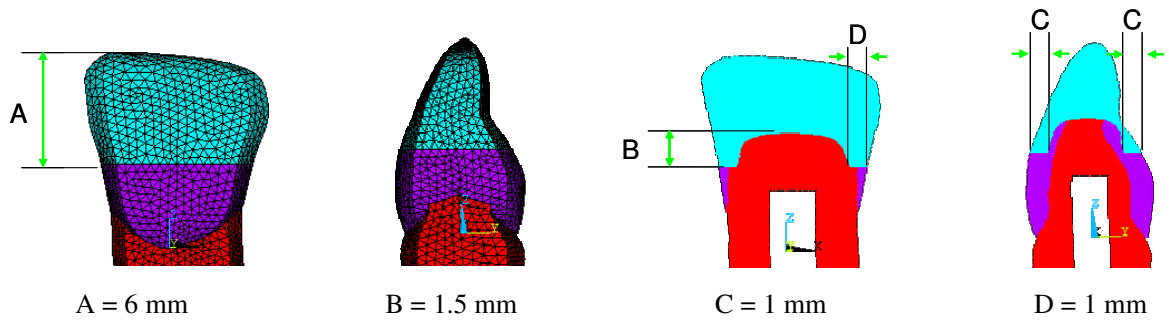 A
B
D
C C
Z
Y
Z
Y
Z
Y X
Z
X Y
A = 6 mm B = 1.5 mm C = 1 mm D = 1 mm